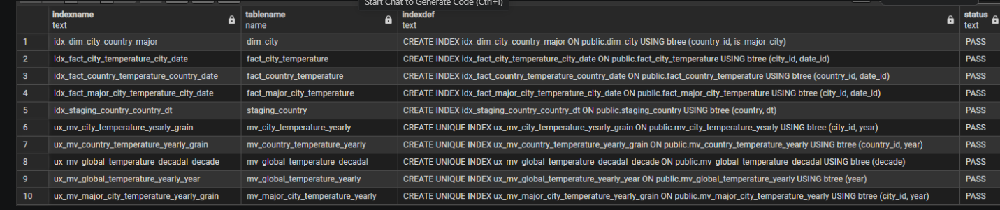 Start Chat to Generate Code (Ctrl+I)
indexname tablename indexdef status
text name text text
1 idx_dim_city_country_major dim_city CREATE INDEX idx_dim_city_country_major ON public.dim_city USING btree (country_id, is_major_city) PASS
2 idx_fact_city_temperature_city_date fact_city_temperature CREATE INDEX idx_fact_city_temperature_city_date ON public.fact_city_temperature USING btree (city_id, date_id) PASS
3 idx_fact_country_temperature_country_date fact_country_temperature CREATE INDEX idx_fact_country_temperature_country_date ON public.fact_country_temperature USING btree (country_id, date_id) PASS
4 idx_fact_major_city_temperature_city_date fact_major_city_temperature CREATE INDEX idx_fact_major_city_temperature_city_date ON public.fact_major_city_temperature USING btree (city_id, date_id) PASS
5 idx_staging_country_country_dt staging_country CREATE INDEX idx_staging_country_country_dt ON public.staging_country USING btree (country, dt) PASS
6 ux_mv_city_temperature_yearly_grain mv_city_temperature_yearly CREATE UNIQUE INDEX ux_mv_city_temperature_yearly_grain ON public.mv_city_temperature_yearly USING btree (city_id, year) PASS
7 ux_mv_country_temperature_yearly_grain mv_country_temperature_yearly CREATE UNIQUE INDEX ux_mv_country_temperature_yearly_grain ON public.mv_country_temperature_yearly USING btree (country_id, year) PASS
8 ux_mv_global_temperature_decadal_decade mv_global_temperature_decadal CREATE UNIQUE INDEX ux_mv_global_temperature_decadal_decade ON public.mv_global_temperature_decadal USING btree (decade) PASS
9 ux_mv_global_temperature_yearly_year mv_global_temperature_yearly CREATE UNIQUE INDEX ux_mv_global_temperature_yearly_year ON public.mv_global_temperature_yearly USING btree (year) PASS
10 ux_mv_major_city_temperature_yearly_grain mv_major_city_temperature_yearly CREATE UNIQUE INDEX ux_mv_major_city_temperature_yearly_grain ON public.mv_major_city_temperature_yearly USING btree (city_id, year) PASS